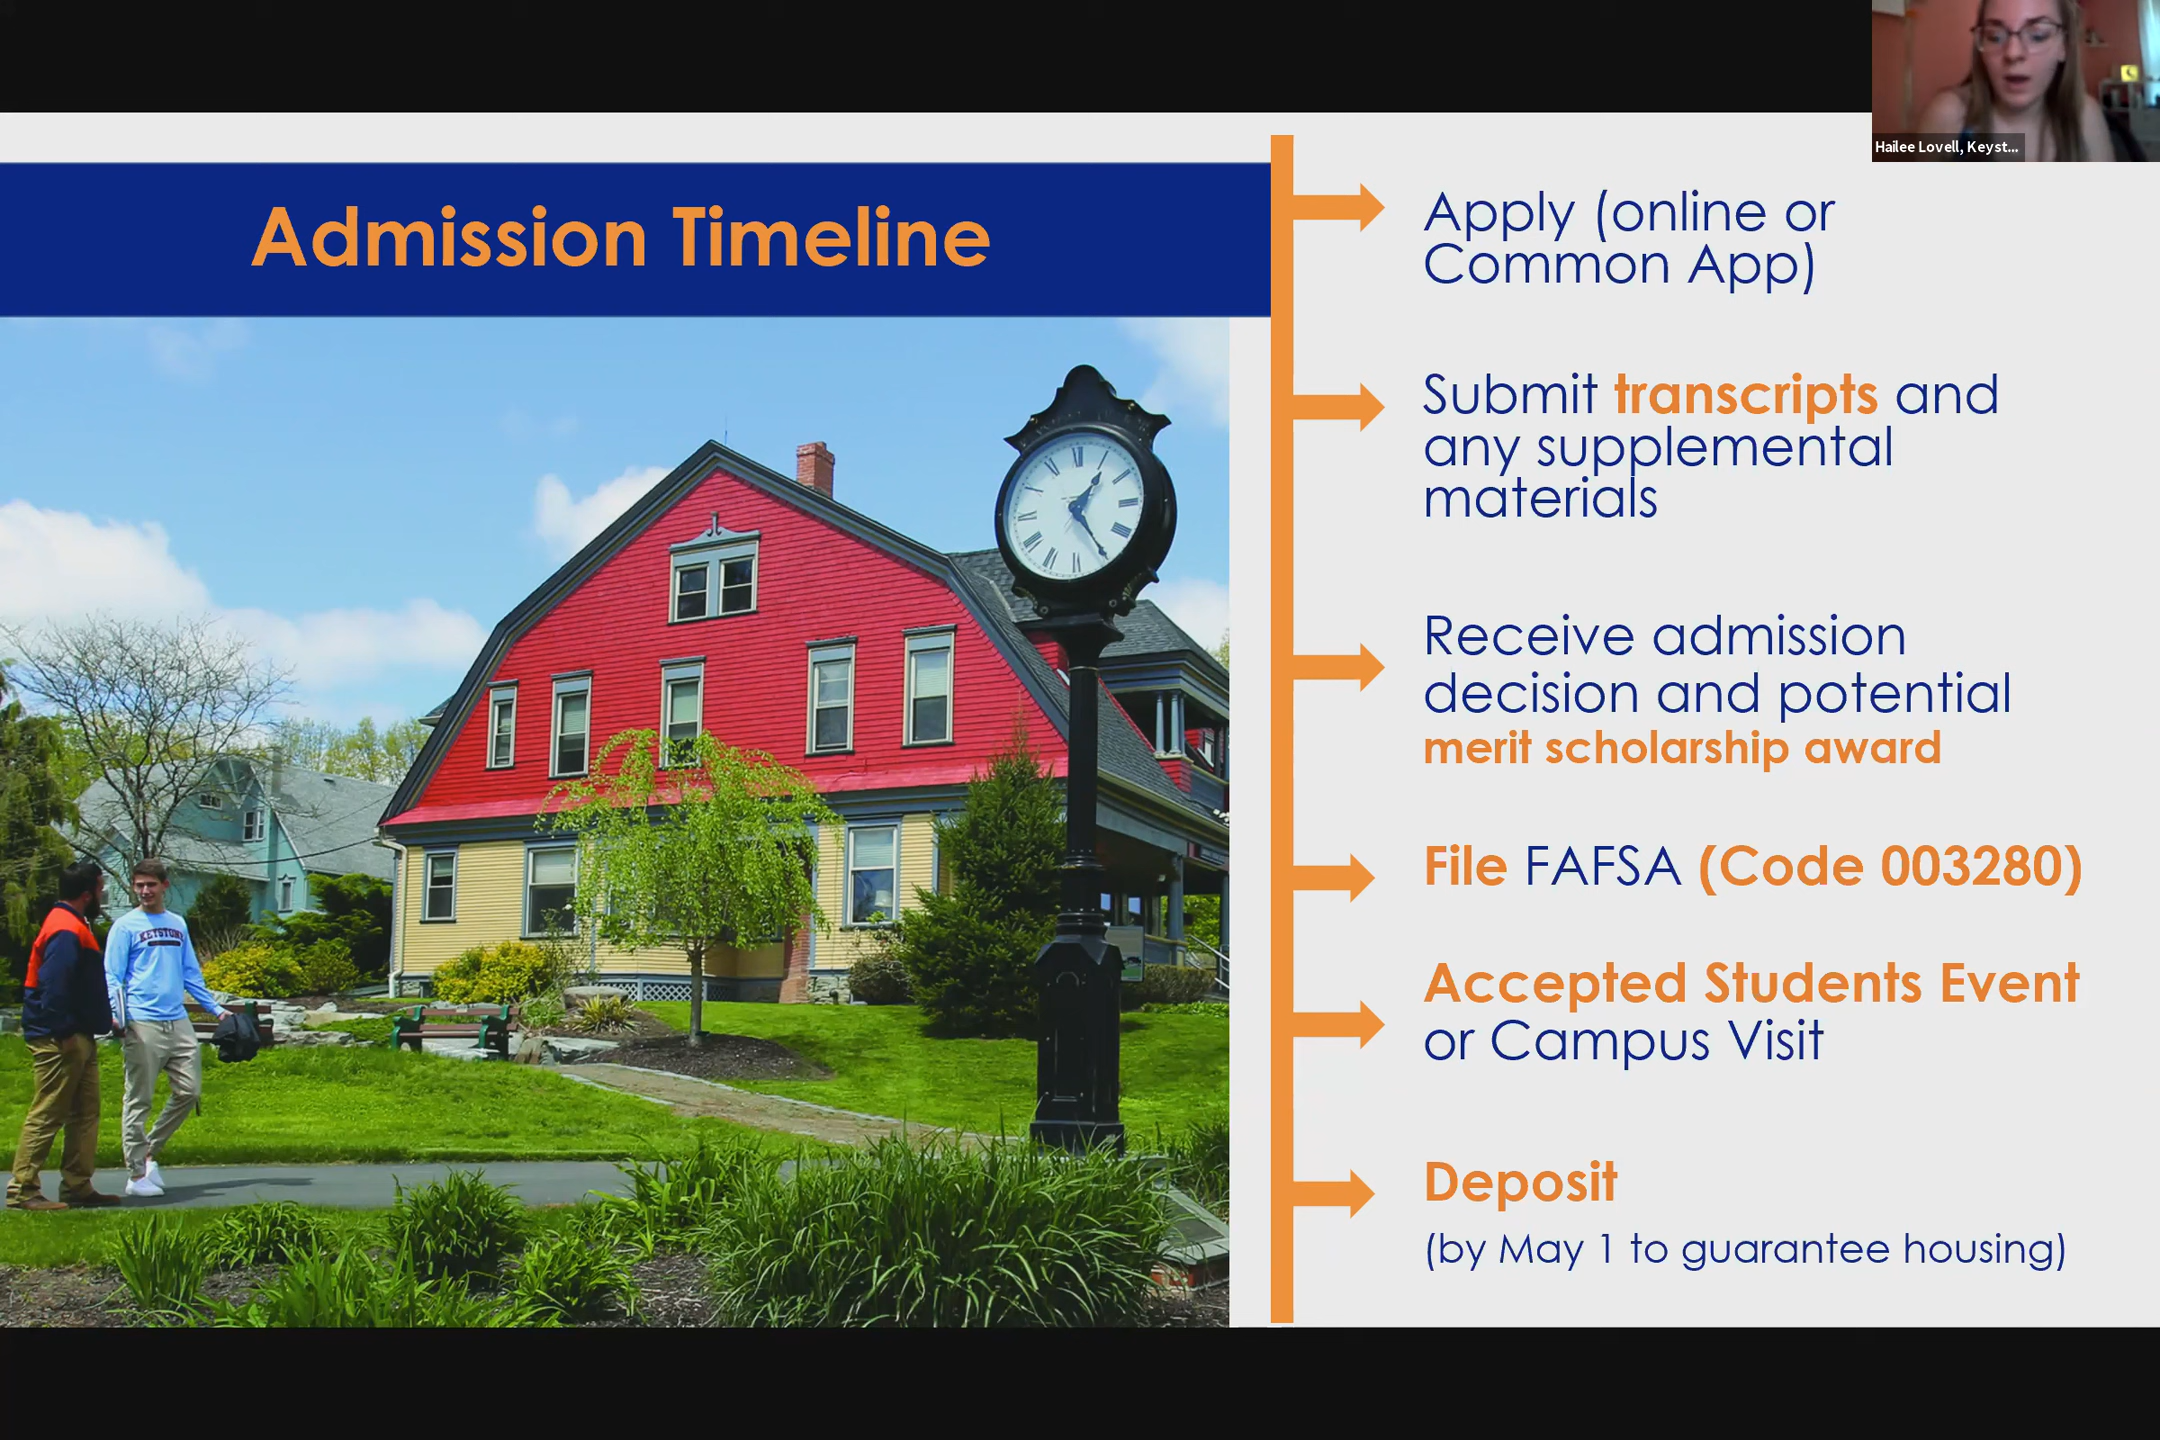 Hailee Lovell, Keyst...
Admission Timeline
Apply (online or
Common App)
Submit transcripts and
any supplemental
materials
Receive admission
decision and potential
merit scholarship award
File FAFSA (Code 003280)
Accepted Students Event
or Campus Visit
Deposit
(by May 1 to guarantee housing)
KEYSTONE